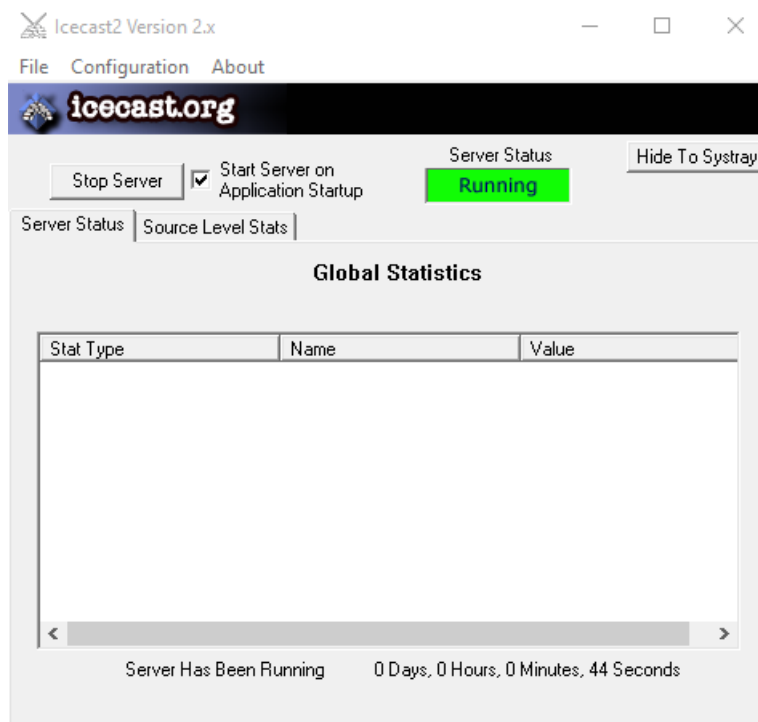 Icecast2 Version 2.x
File Configuration About
icecast.org
Stop Server
Start Server on
Application Startup
Server Status
Running
Hide To Systray
Server Status Source Level Stats
Global Statistics
Stat Type Name Value
Server Has Been Running 0 Days, 0 Hours, 0 Minutes, 44 Seconds